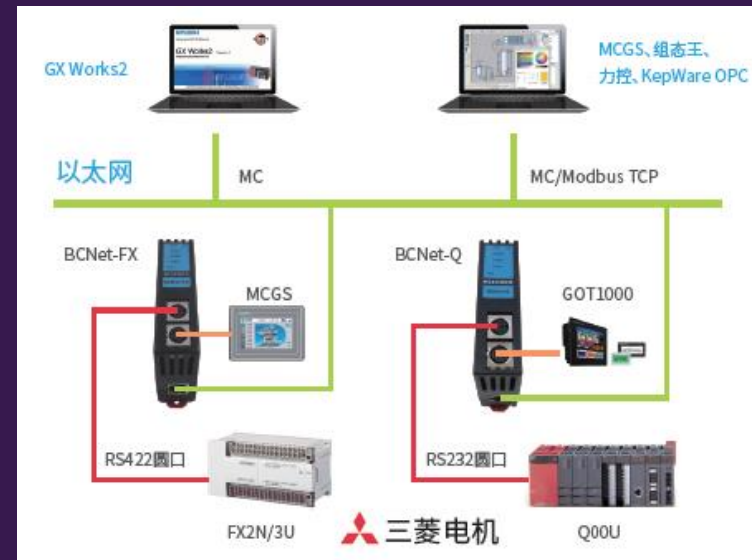 GX Works2
MCGS、组态王、
力控、KepWare OPC
以太网
MC
MC/Modbus TCP
BCNet-FX
MCGS
BCNet-Q
GOT1000
RS422圆口
RS232圆口
FX2N/3U
三菱电机
Q00U